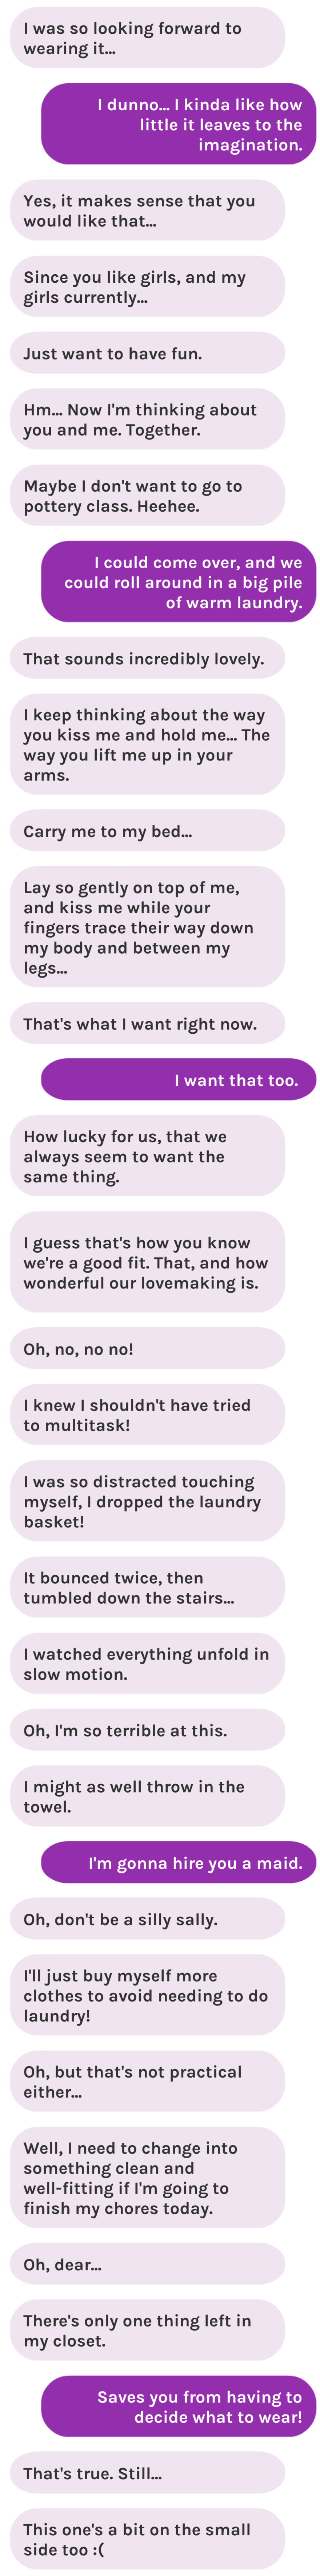 I was so looking forward to
wearing it...
I dunno... I kinda like how
little it leaves to the
imagination.
Yes, it makes sense that you
would like that...
Since you like girls, and my
girls currently...
Just want to have fun.
Hm... Now I'm thinking about
you and me. Together.
Maybe I don't want to go to
pottery class. Heehee.
I could come over, and we
could roll around in a big pile
of warm laundry.
That sounds incredibly lovely.
I keep thinking about the way
you kiss me and hold me... The
way you lift me up in your
arms.
Carry me to my bed...
Lay so gently on top of me,
and kiss me while your
fingers trace their way down
my body and between my
legs...
That's what I want right now.
I want that too.
How lucky for us, that we
always seem to want the
same thing.
I guess that's how you know
we're a good fit. That, and how
wonderful our lovemaking is.
Oh, no, no no!
I knew I shouldn't have tried
to multitask!
I was so distracted touching
myself, I dropped the laundry
basket!
It bounced twice, then
tumbled down the stairs...
I watched everything unfold in
slow motion.
Oh, I'm so terrible at this.
I might as well throw in the
towel.
I'm gonna hire you a maid.
Oh, don't be a silly sally.
I'll just buy myself more
clothes to avoid needing to do
laundry!
Oh, but that's not practical
either...
Well, I need to change into
something clean and
well-fitting if I'm going to
finish my chores today.
Oh, dear...
There's only one thing left in
my closet.
Saves you from having to
decide what to wear!
That's true. Still...
This one's a bit on the small
side too :(